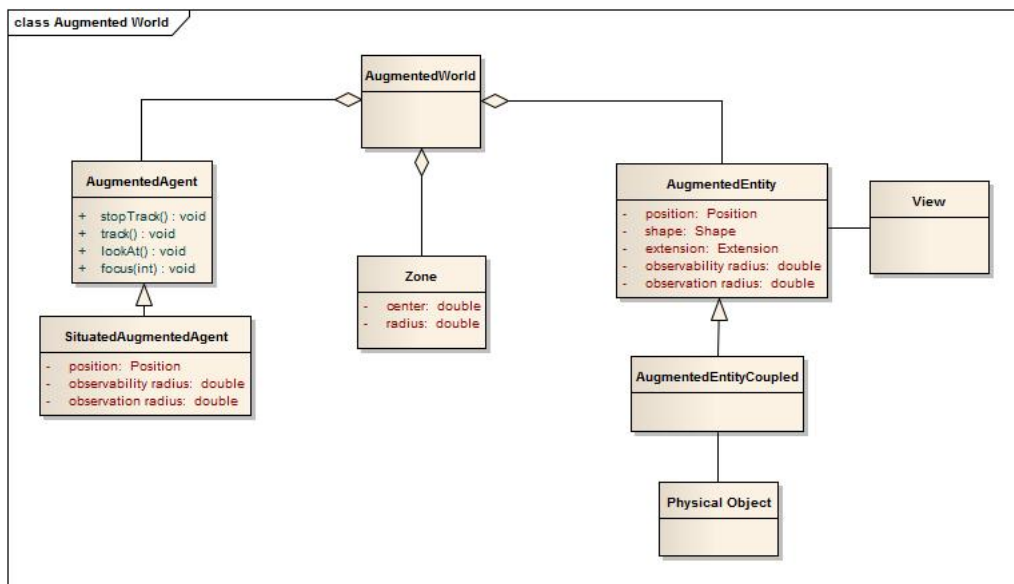 class Augmented World
AugmentedWorld
AugmentedAgent
+ stopTrack() : void
+ track() : void
+ lookAt() : void
+ focus(int) : void
SituatedAugmentedAgent
- position: Position
- observability radius: double
- observation radius: double
Zone
- center: double
- radius: double
AugmentedEntity
- position: Position
- shape: Shape
- extension: Extension
- observability radius: double
- observation radius: double
View
AugmentedEntityCoupled
Physical Object